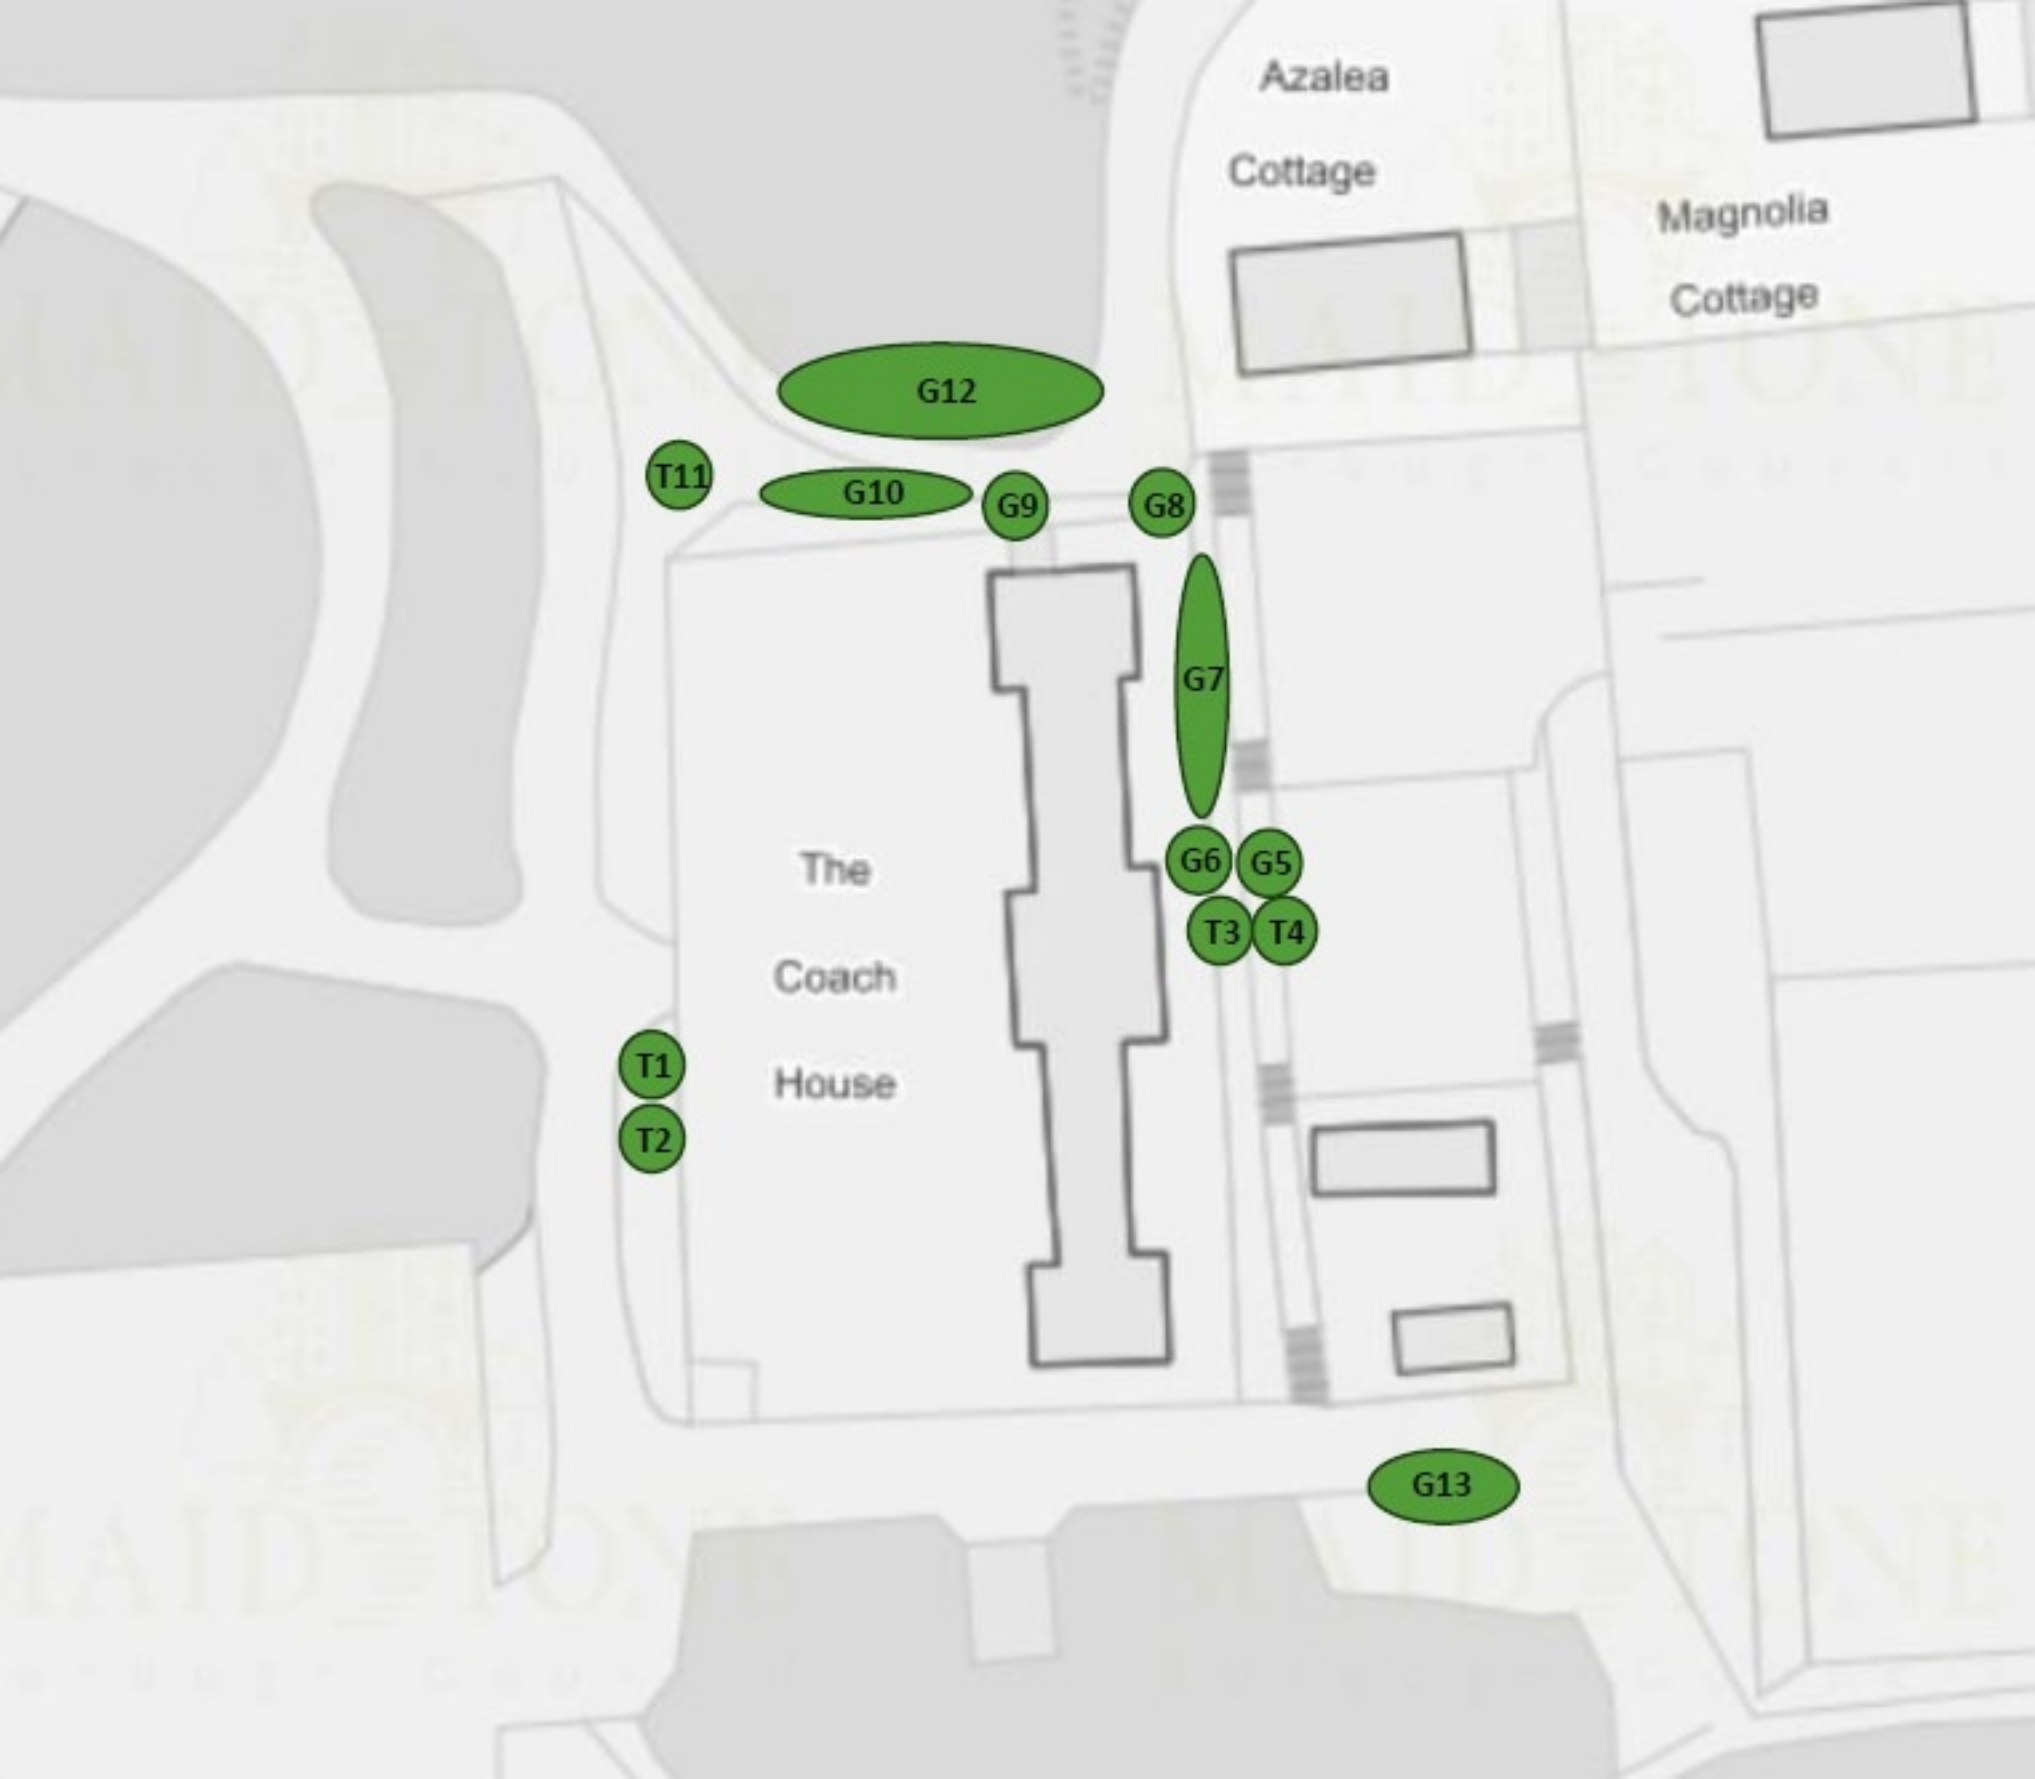 Azalea
Cottage
Magnolia
Cottage
G12
T11
G10
G9
G8
G7
G6
G5
T3
T4
The
Coach
House
T1
T2
G13